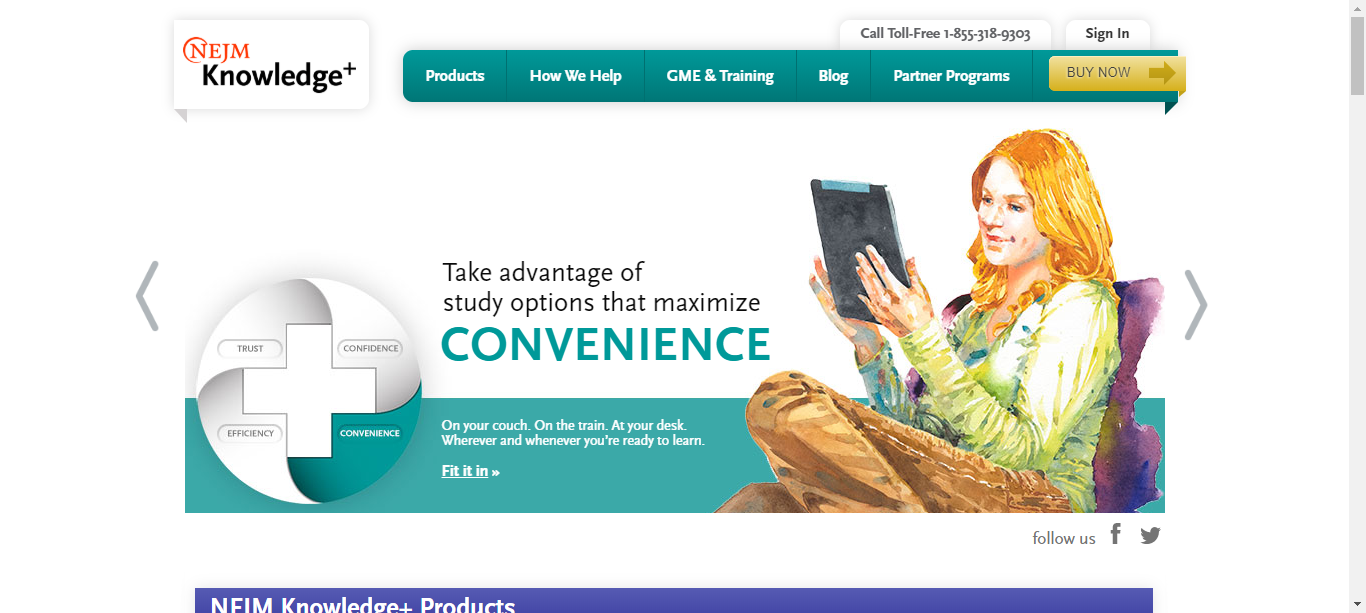 NEJM
Knowledge+
Call Toll-Free 1-855-318-9303
Sign In
Products
How We Help
GME & Training
Blog
Partner Programs
BUY NOW
Take advantage of
study options that maximize
CONVENIENCE
TRUST
CONFIDENCE
EFFICIENCY
CONVENIENCE
On your couch. On the train. At your desk.
Wherever and whenever you're ready to learn.
Fit it in »
follow us
NEJM Knowledge+ Products